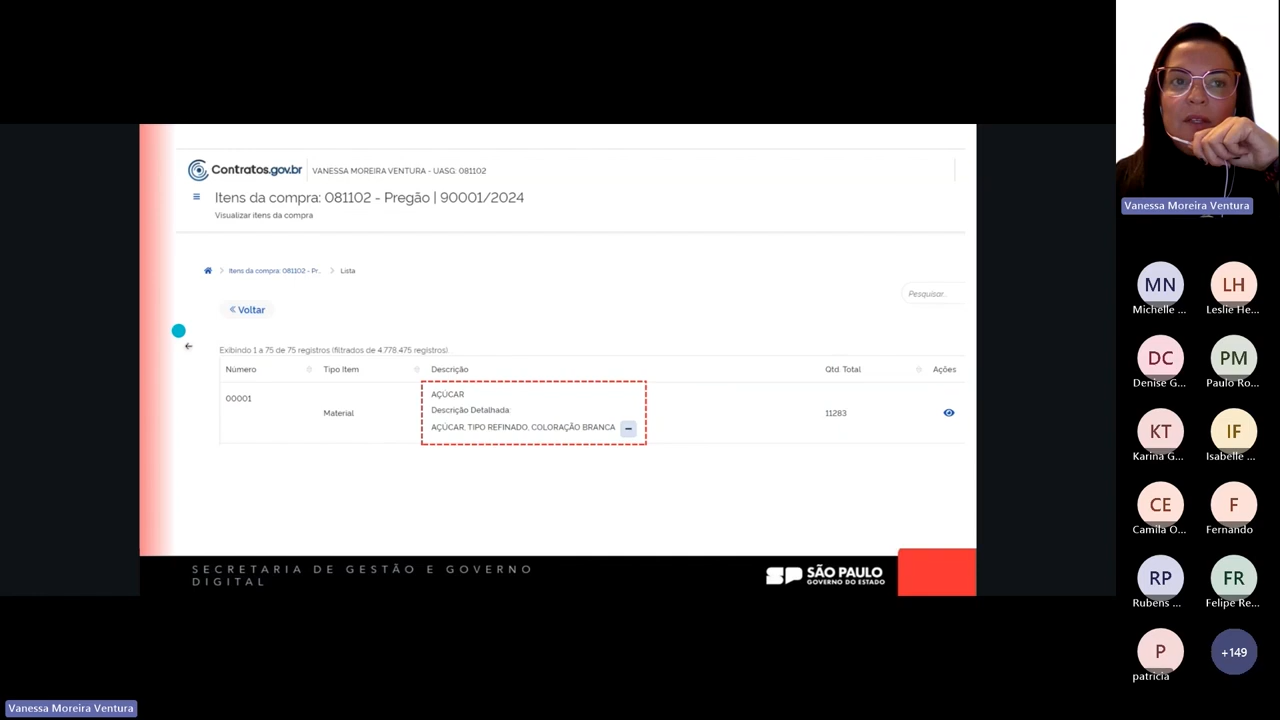 Contratos.gov.br
VANESSA MOREIRA VENTURA - UASG: 081102
Itens da compra: 081102 - Pregão | 90001/2024
Visualizar itens da compra
Itens da compra: 081102 - Pr... > Lista
Pesquisar...
« Voltar
Exibindo 1 a 75 de 75 registros (filtrados de 4.778.475 registros).
Número Tipo Item Descrição Qtd. Total Ações
00001
AÇÚCAR
Descrição Detalhada:
Material
11283
AÇÚCAR, TIPO REFINADO, COLORAÇÃO BRANCA
SECRETARIA DE GESTÃO E GOVERNO
DIGITAL
SP SÃO PAULO
GOVERNO DO ESTADO
Vanessa Moreira Ventura
MN LH
Michelle ... Leslie He...
DC PM
Denise G... Paulo Ro...
KT IF
Karina G... Isabelle ...
CE F
Camila O... Fernando
RP FR
Rubens ... Felipe Re...
P +149
patricia
Vanessa Moreira Ventura